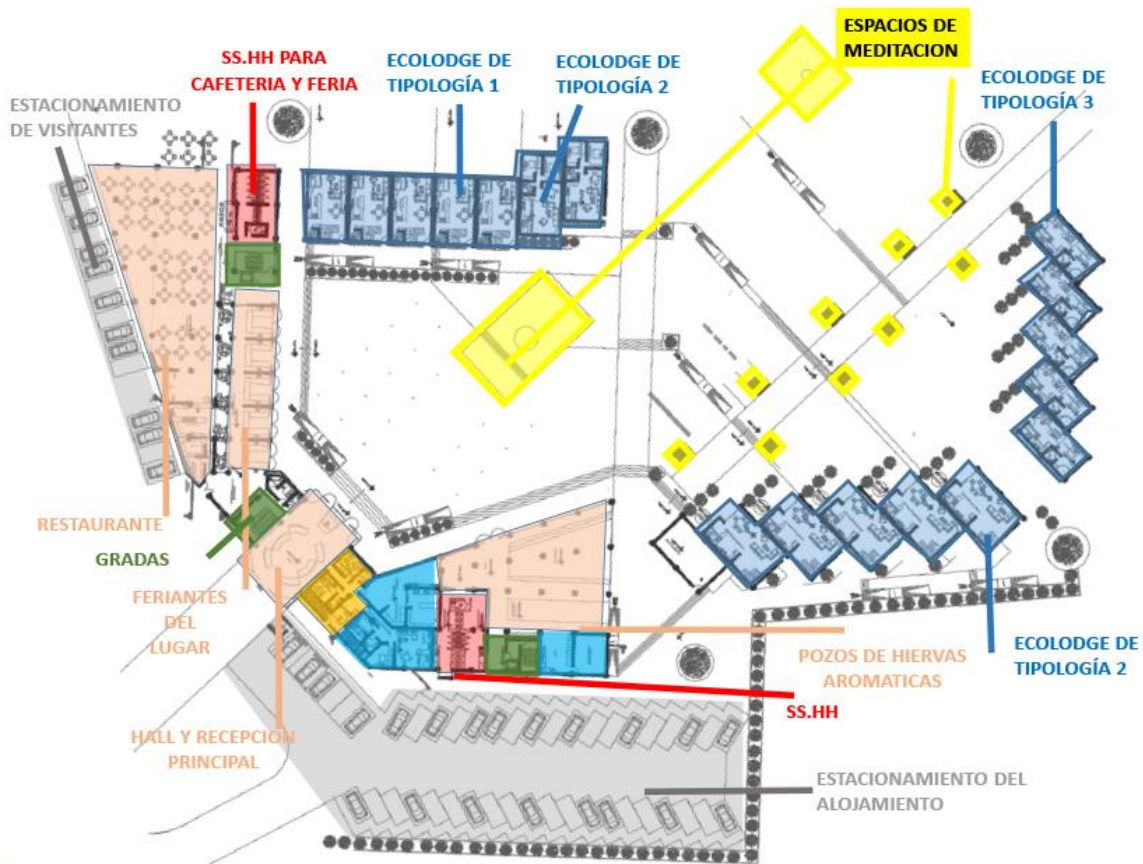 ESPACIOS DE
MEDITACION
SS.HH PARA
CAFETERIA Y FERIA
ECOLODGE DE
TIPOLOGÍA 1
ECOLODGE DE
TIPOLOGÍA 2
ECOLODGE DE
TIPOLOGÍA 3
ESTACIONAMIENTO
DE VISITANTES
RESTAURANTE
GRADAS
FERIANTES
DEL
LUGAR
HALL Y RECEPCIÓN
PRINCIPAL
POZOS DE HIERVAS
AROMATICAS
ECOLODGE DE
TIPOLOGÍA 2
SS.HH
ESTACIONAMIENTO DEL
ALOJAMIENTO